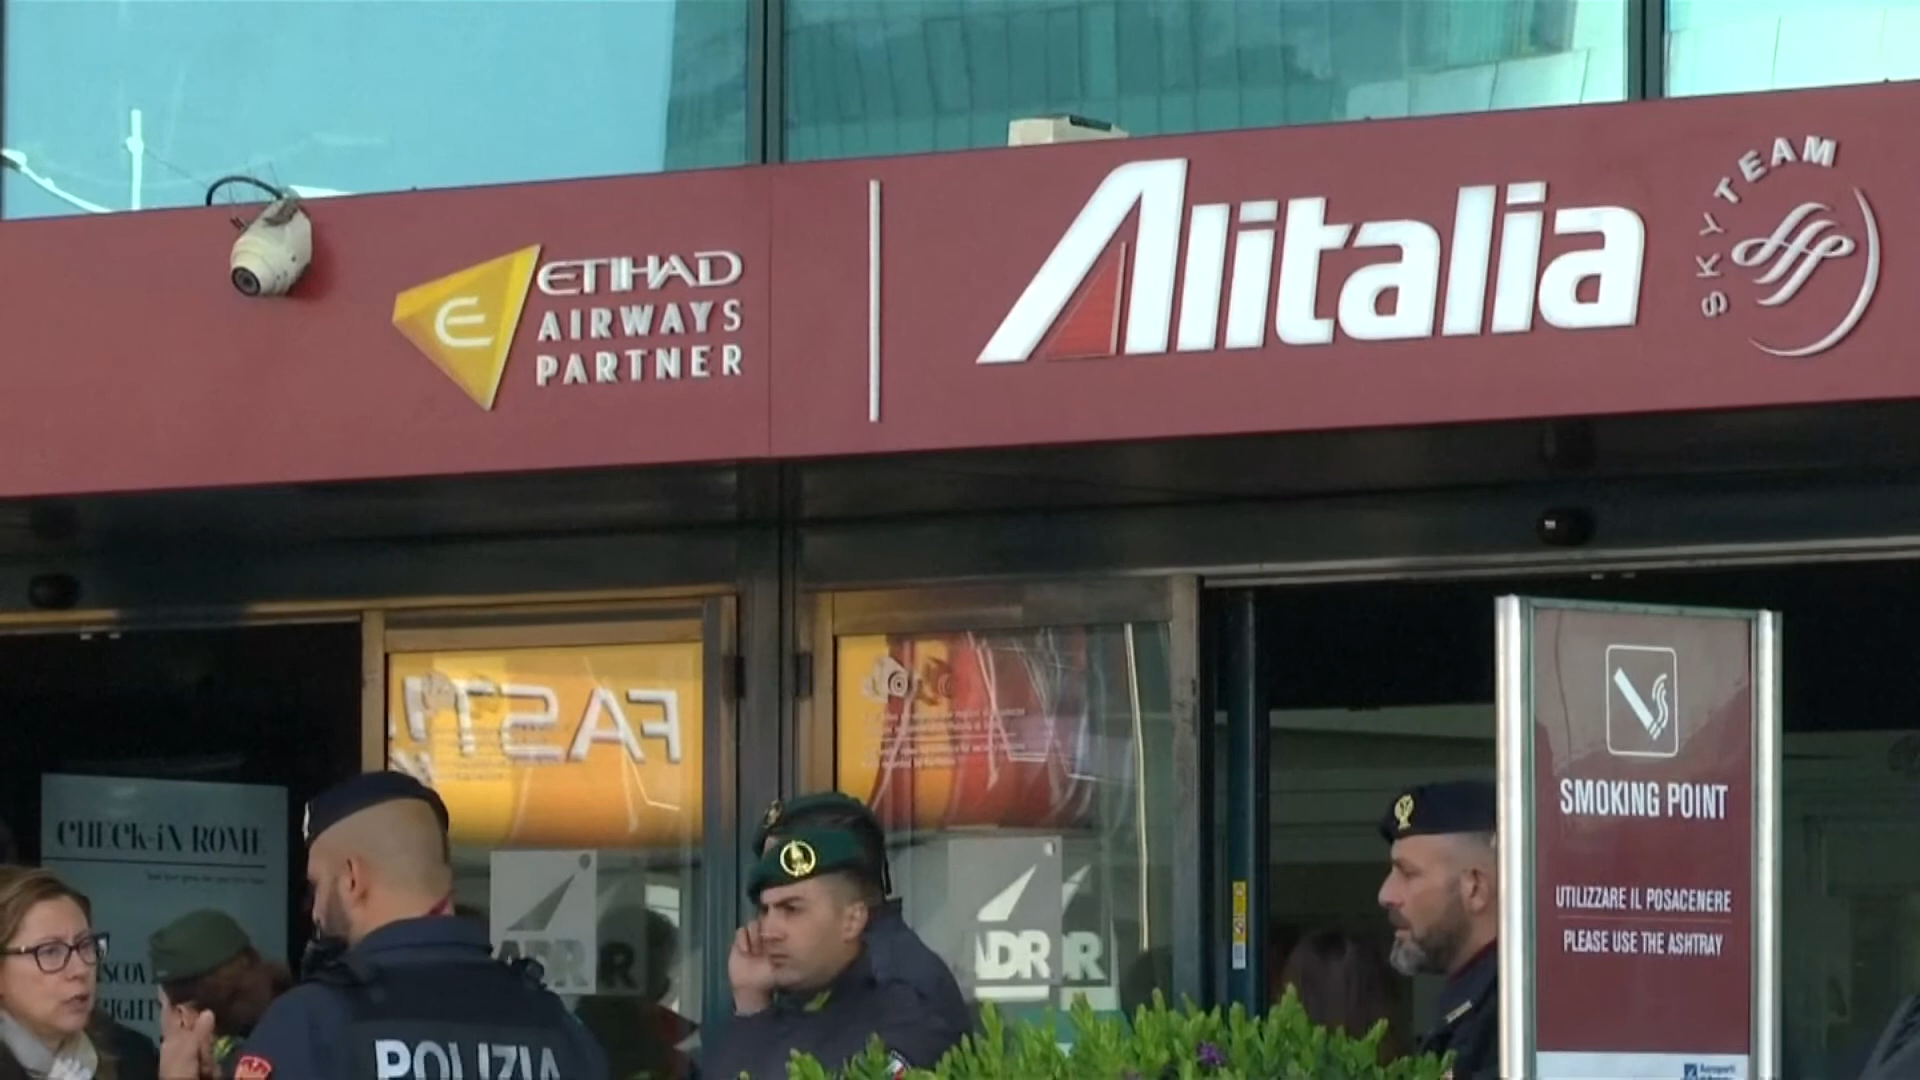 ETIHAD
AIRWAYS
PARTNER
Alitalia
SKYTEAM
FAST
CHECK-iN ROME
SMOKING POINT
UTILIZZARE IL POSACENERE
PLEASE USE THE ASHTRAY
ADR
ADR
POLIZIA
Aeroporti